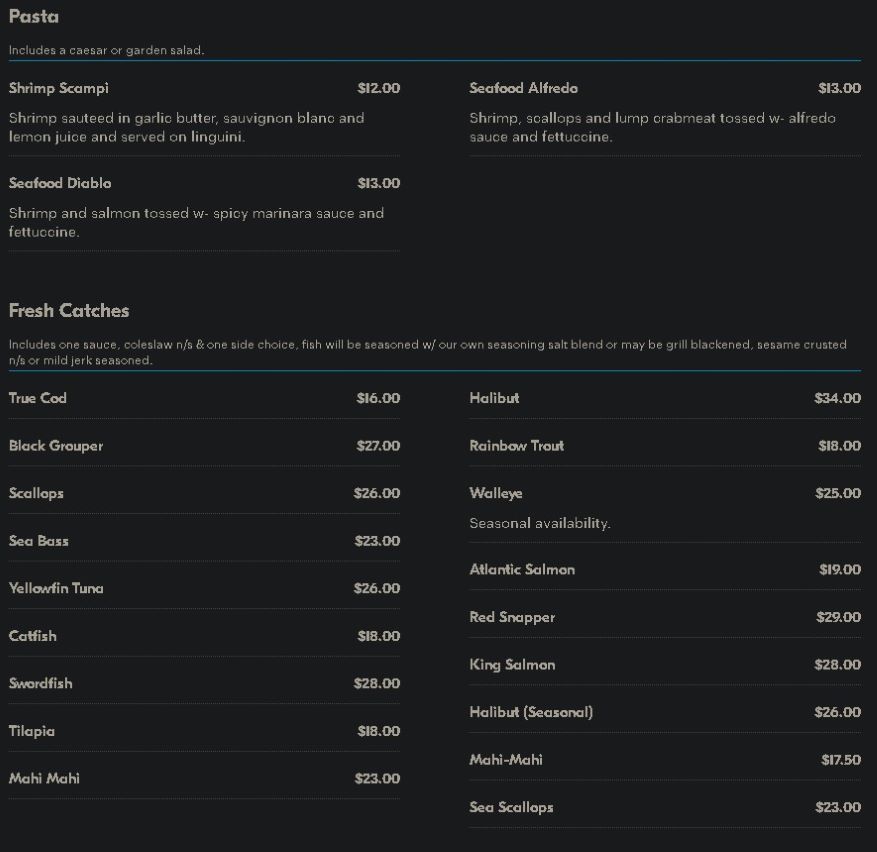 Pasta
Includes a caesar or garden salad.
Shrimp Scampi $12.00
Shrimp sauteed in garlic butter, sauvignon blanc and
lemon juice and served on linguini.
Seafood Alfredo $13.00
Shrimp, scallops and lump crabmeat tossed w- alfredo
sauce and fettuccine.
Seafood Diablo $13.00
Shrimp and salmon tossed w- spicy marinara sauce and
fettuccine.
Fresh Catches
Includes one sauce, coleslaw n/s & one side choice, fish will be seasoned w/ our own seasoning salt blend or may be grill blackened, sesame crusted
n/s or mild jerk seasoned.
True Cod $16.00
Black Grouper $27.00
Scallops $26.00
Sea Bass $23.00
Yellowfin Tuna $26.00
Catfish $18.00
Swordfish $28.00
Tilapia $18.00
Mahi Mahi $23.00
Halibut $34.00
Rainbow Trout $18.00
Walleye $25.00
Seasonal availability.
Atlantic Salmon $19.00
Red Snapper $29.00
King Salmon $28.00
Halibut (Seasonal) $26.00
Mahi-Mahi $17.50
Sea Scallops $23.00